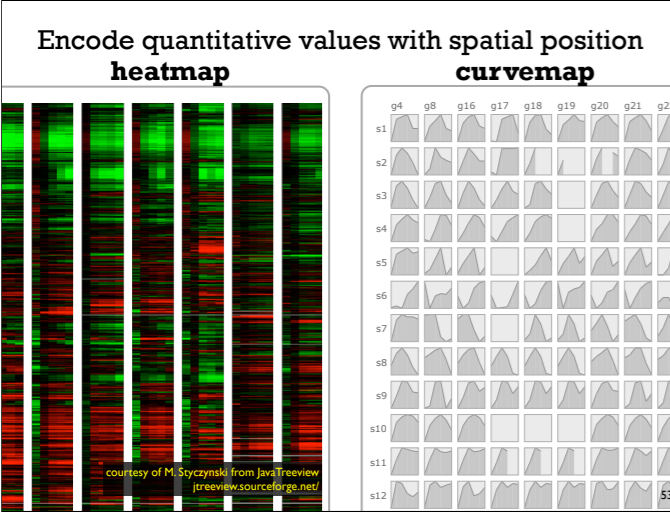 Encode quantitative values with spatial position
heatmap
curvemap
g4 g8 g16 g17 g18 g19 g20 g21
s1
s2
s3
s4
s5
s6
s7
s8
s9
s10
s11
s12
courtesy of M. Styczynski from JavaTreeview
jtreeview.sourceforge.net/